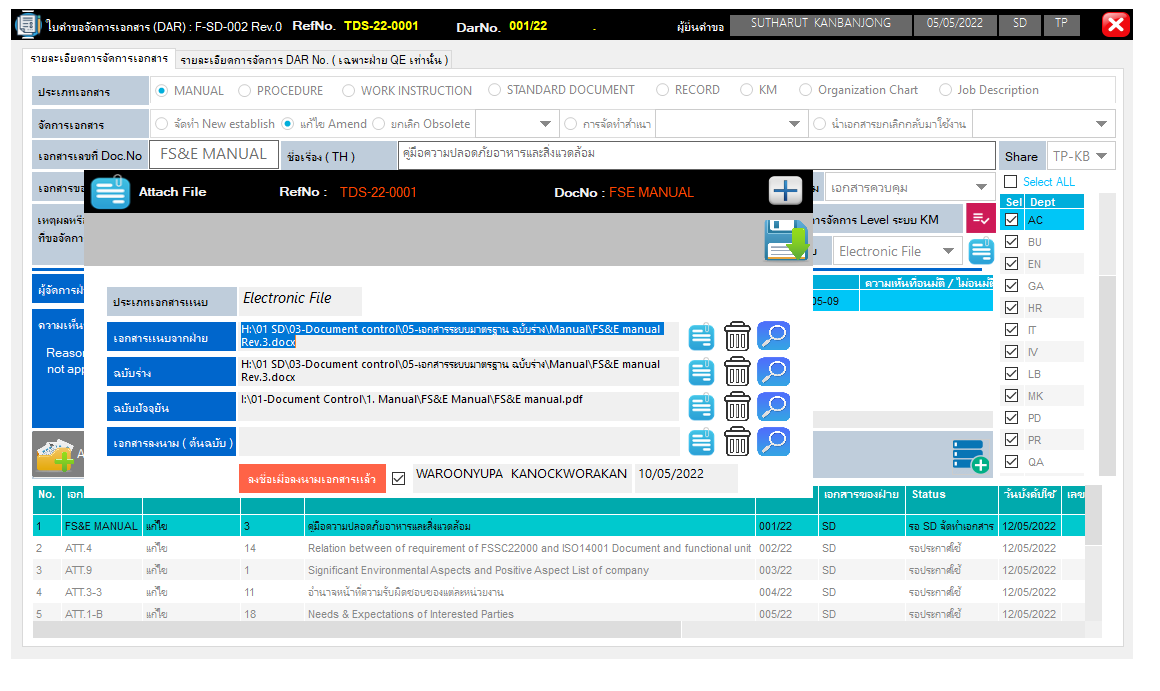 ใบคำขอจัดการเอกสาร (DAR) : F-SD-002 Rev.0 RefNo. TDS-22-0001 DarNo. 001/22 . ผู้ยื่นคำขอ SUTHARUT KANBANJONG 05/05/2022 SD TP
รายละเอียดการจัดการเอกสาร รายละเอียดการจัดการ DAR No. ( เฉพาะฝ่าย QE เท่านั้น )
ประเภทเอกสาร MANUAL PROCEDURE WORK INSTRUCTION STANDARD DOCUMENT RECORD KM Organization Chart Job Description
จัดการเอกสาร จัดทำ New establish แก้ไข Amend ยกเลิก Obsolete การจัดทำสำเนา นำเอกสารยกเลิกกลับมาใช้งาน
เอกสารเลขที่ Doc.No FS&E MANUAL ชื่อเรื่อง ( TH ) คู่มือความปลอดภัยอาหารและสิ่งแวดล้อม Share TP-KB
Attach File RefNo : TDS-22-0001 DocNo : FSE MANUAL
เอกสารควบคุม Select ALL
Sel Dept
การจัดการ Level ระบบ KM AC
Electronic File BU
EN
ผู้จัดการฝ่ ความเห็นที่อนุมัติ / ไม่อนุมัติ GA
ประเภทเอกสารแนบ Electronic File
05-09 HR
ความเห็น เอกสารแนบจากฝ่าย H:\01 SD\03-Document control\05-เอกสารระบบมาตรฐาน ฉบับร่าง\Manual\FS&E manual
Rev.3.docx
IT
Reason IV
not app ฉบับร่าง H:\01 SD\03-Document control\05-เอกสารระบบมาตรฐาน ฉบับร่าง\Manual\FS&E manual
Rev.3.docx
LB
ฉบับปัจจุบัน I:\01-Document Control\1. Manual\FS&E Manual\FS&E manual.pdf MK
PD
เอกสารลงนาม ( ต้นฉบับ ) PR
QA
ลงชื่อเมื่อลงนามเอกสารแล้ว WAROONYUPA KANOCKWORAKAN 10/05/2022
No. เอก เอกสารของฝ่าย Status วันบังคับใช้ เลข
1 FS&E MANUAL แก้ไข 3 คู่มือความปลอดภัยอาหารและสิ่งแวดล้อม 001/22 SD รอ SD จัดทำเอกสาร 12/05/2022
2 ATT.4 แก้ไข 14 Relation between of requirement of FSSC22000 and ISO14001 Document and functional unit 002/22 SD รอประกาศใช้ 12/05/2022
3 ATT.9 แก้ไข 1 Significant Environmental Aspects and Positive Aspect List of company 003/22 SD รอประกาศใช้ 12/05/2022
4 ATT.3-3 แก้ไข 11 อำนาจหน้าที่ความรับผิดชอบของแต่ละหน่วยงาน 004/22 SD รอประกาศใช้ 12/05/2022
5 ATT.1-B แก้ไข 18 Needs & Expectations of Interested Parties 005/22 SD รอประกาศใช้ 12/05/2022